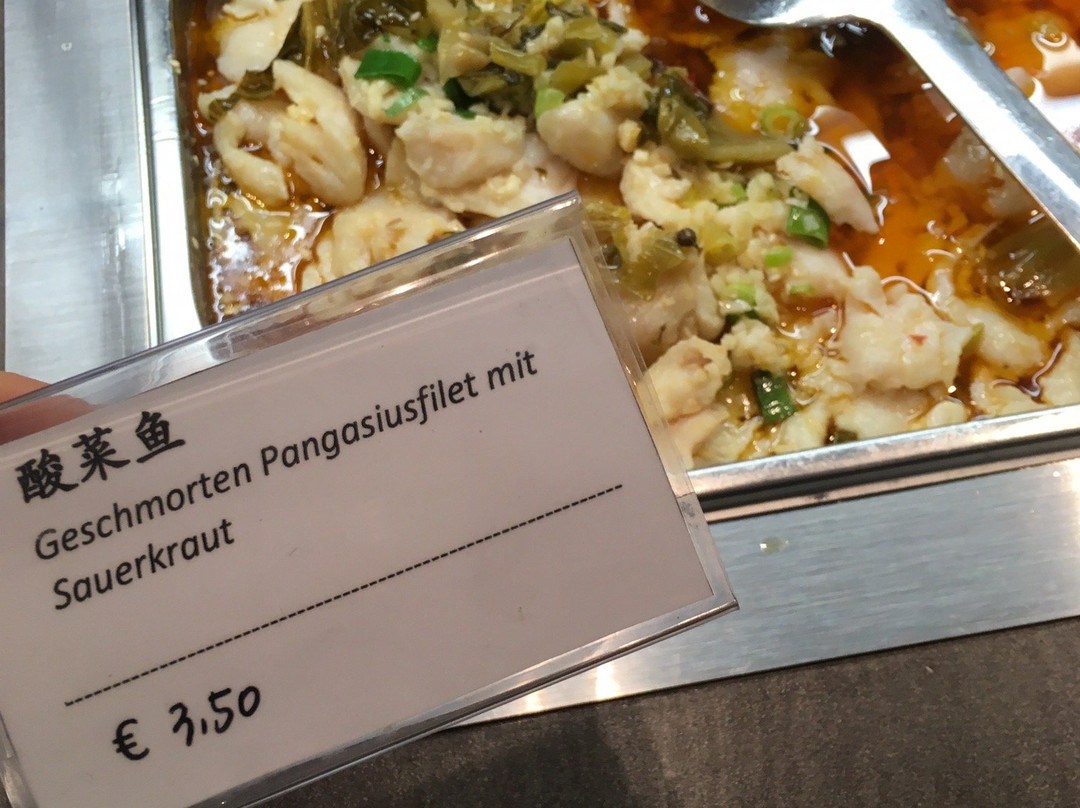 酸菜鱼
Geschmorten Pangasiusfilet mit
Sauerkraut
€ 3,50